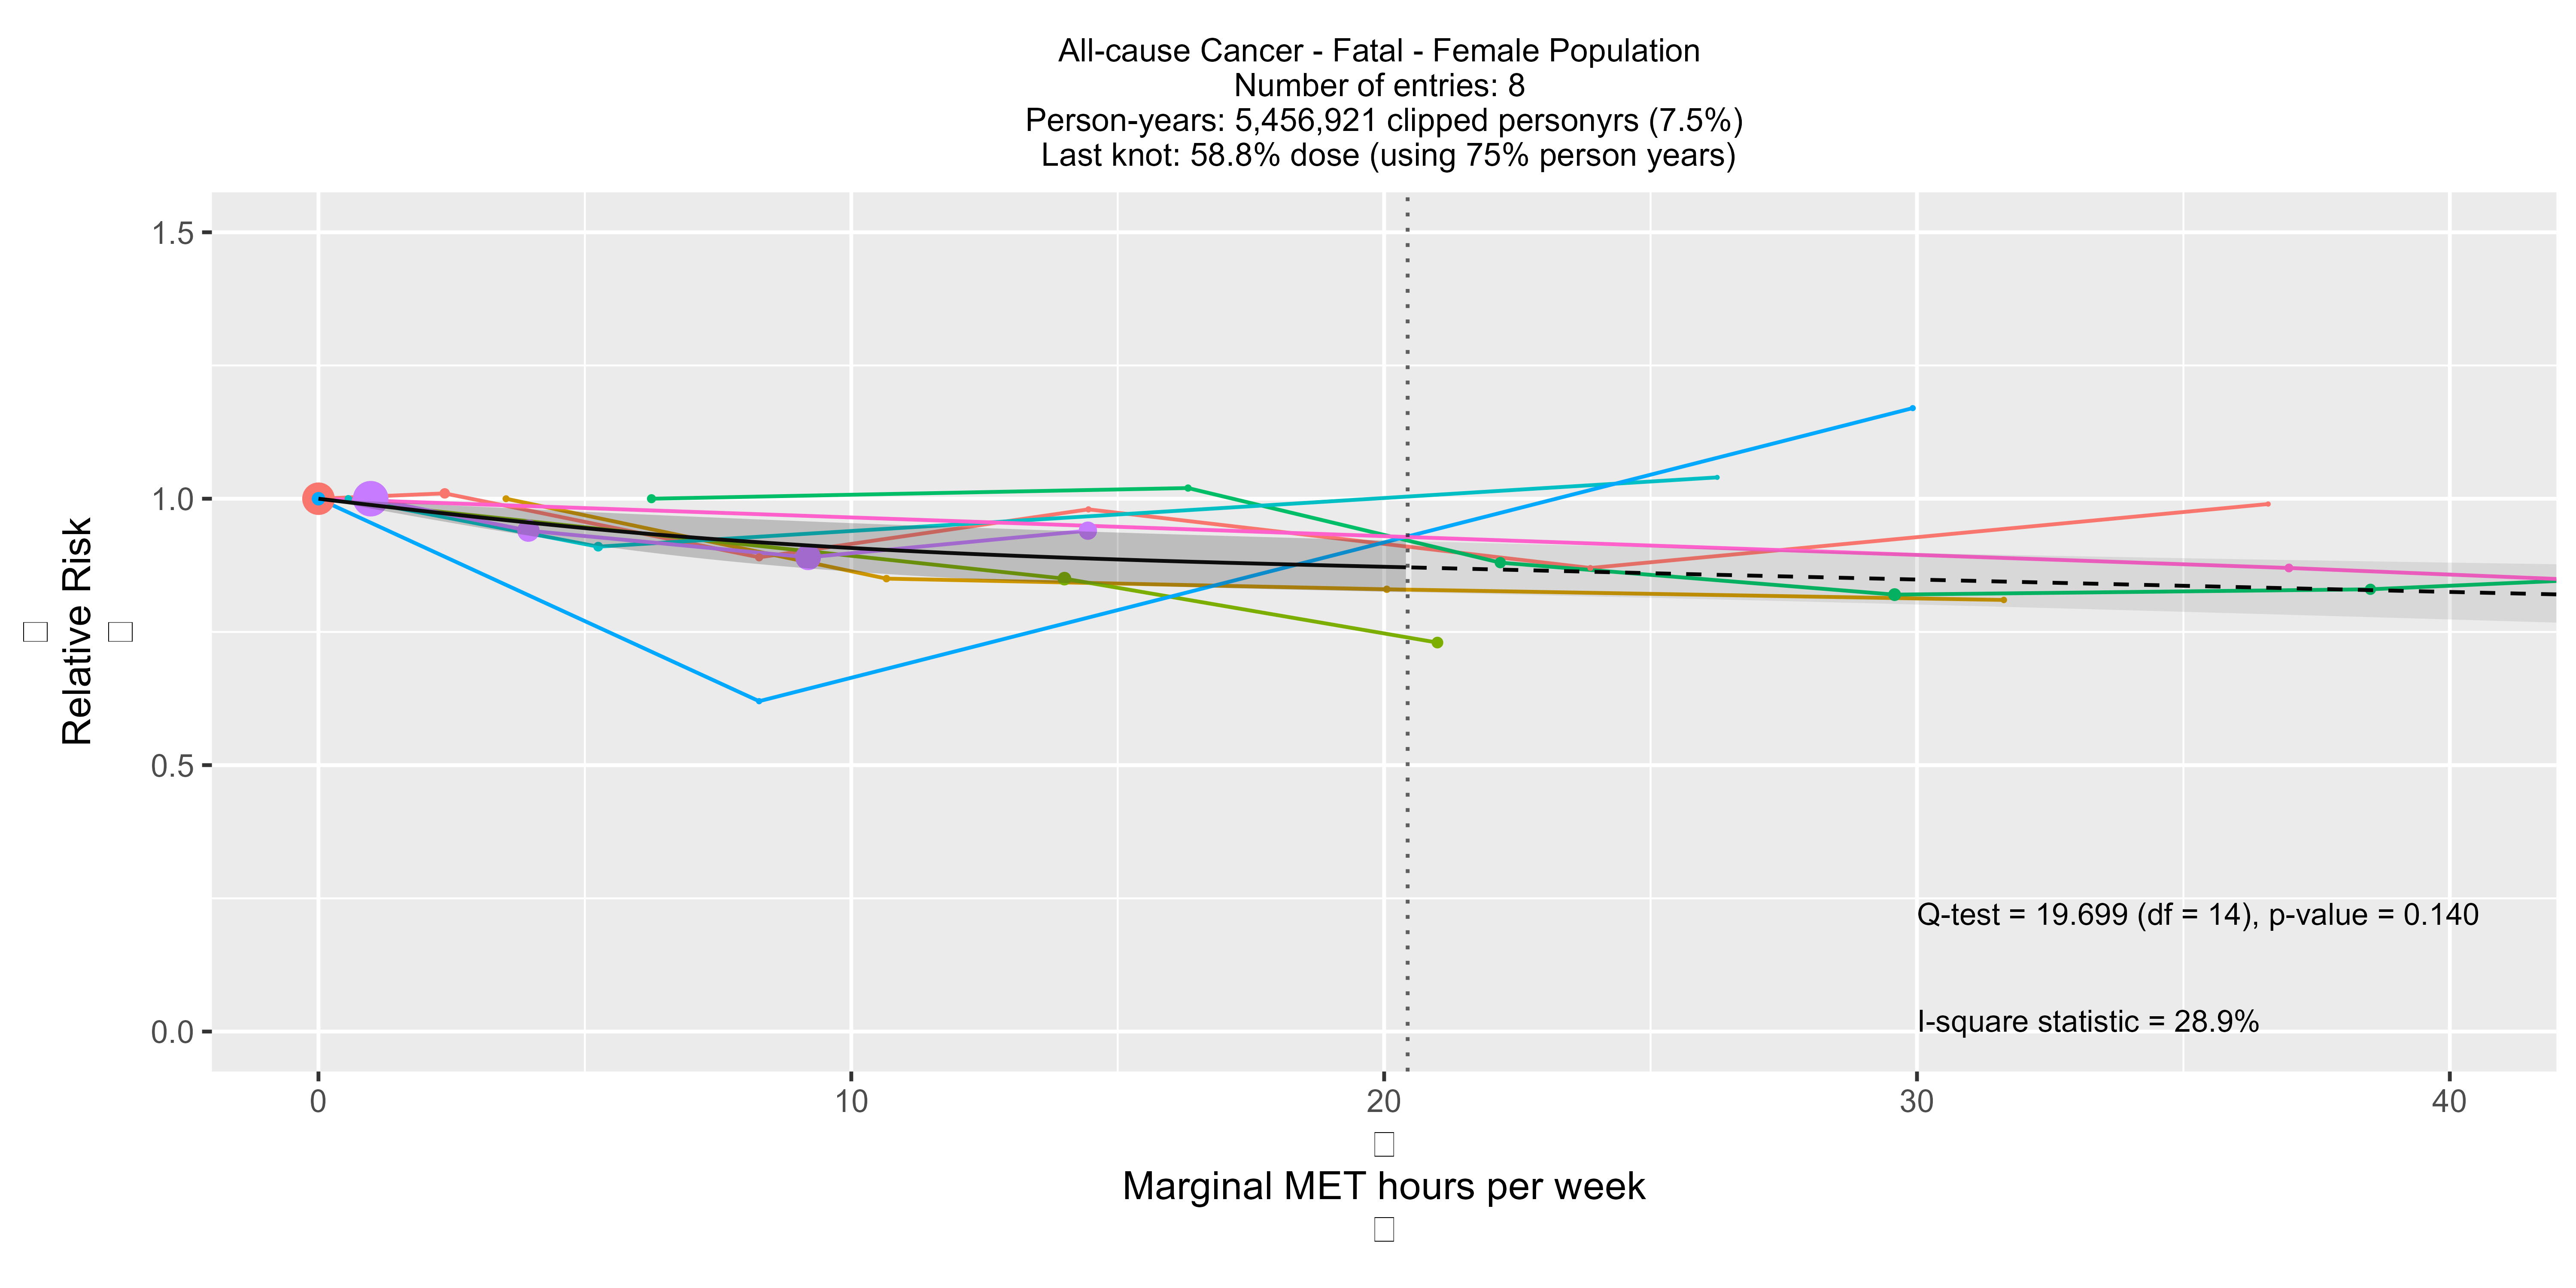 All-cause Cancer - Fatal - Female Population
Number of entries: 8
Person-years: 5,456,921 clipped personyrs (7.5%)
Last knot: 58.8% dose (using 75% person years)
1.5
1.0
0.5
0.0
Relative Risk
Q-test = 19.699 (df = 14), p-value = 0.140
I-square statistic = 28.9%
0 10 20 30 40
Marginal MET hours per week